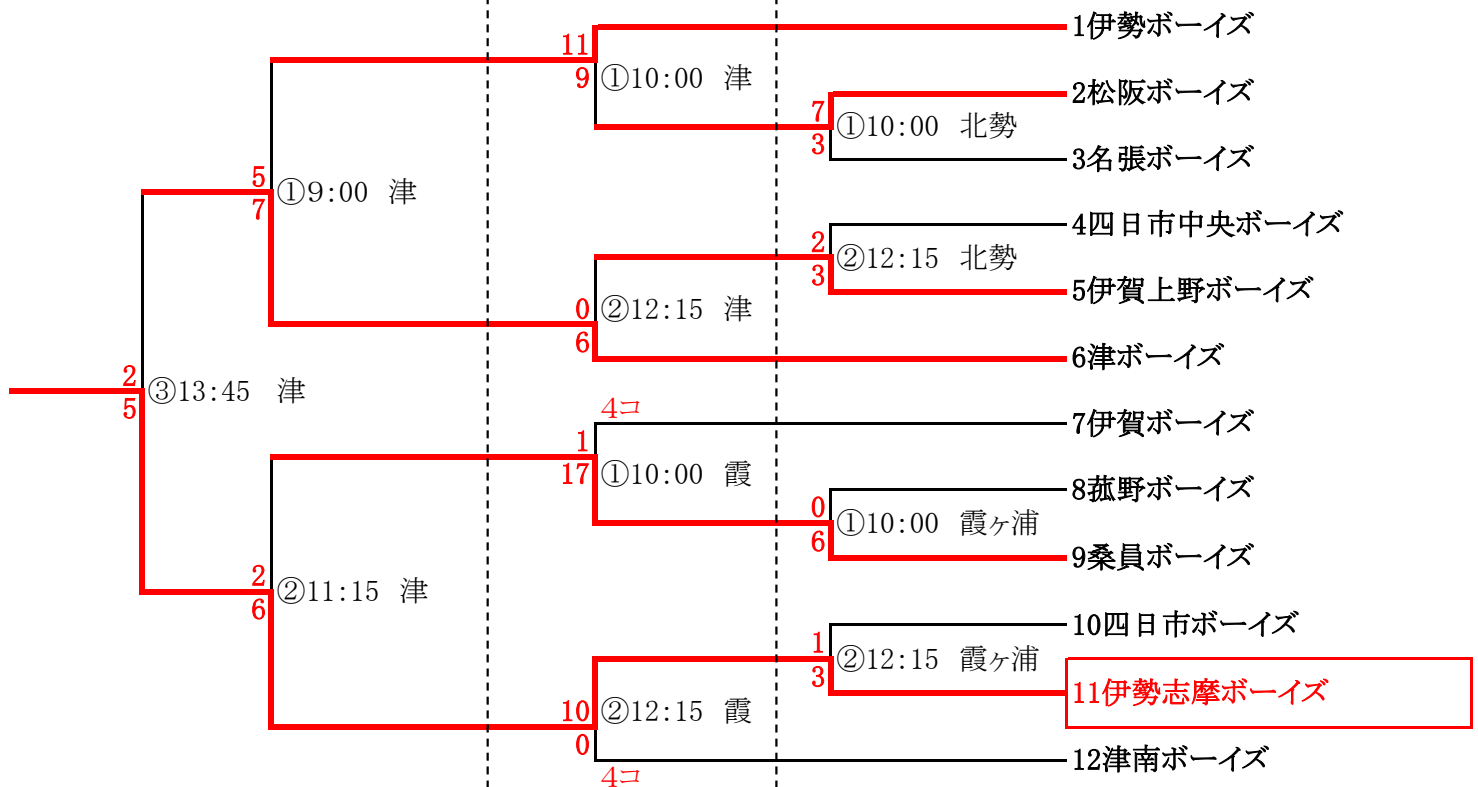 1伊勢ボーイズ
11
9
①10:00 津
2松阪ボーイズ
7
3
①10:00 北勢
3名張ボーイズ
5
7
①9:00 津
4四日市中央ボーイズ
2
3
②12:15 北勢
5伊賀上野ボーイズ
0
6
②12:15 津
6津ボーイズ
2
5
③13:45 津
4コ
7伊賀ボーイズ
1
17
①10:00 霞
8菰野ボーイズ
0
6
①10:00 霞ヶ浦
9桑員ボーイズ
2
6
②11:15 津
10四日市ボーイズ
1
3
②12:15 霞ヶ浦
11伊勢志摩ボーイズ
10
0
②12:15 霞
12津南ボーイズ
4コ